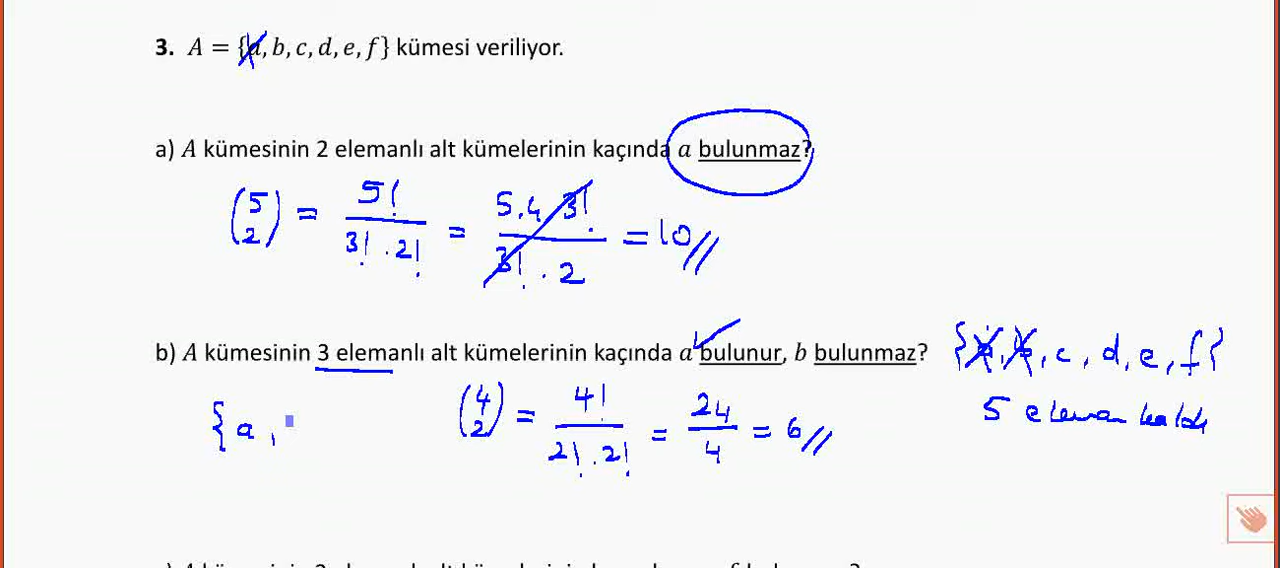 3. A = {a, b, c, d, e, f} kümesi veriliyor.
a) A kümesinin 2 elemanlı alt kümelerinin kaçında a bulunmaz?
(5 2) = 5! / 3! . 2! = 5.4 3! / 3! . 2 = 10//
b) A kümesinin 3 elemanlı alt kümelerinin kaçında a bulunur, b bulunmaz?
{a, b, c, d, e, f}
5 eleman kaldı
{a,
(4 2) = 4! / 2! . 2! = 24 / 4 = 6//